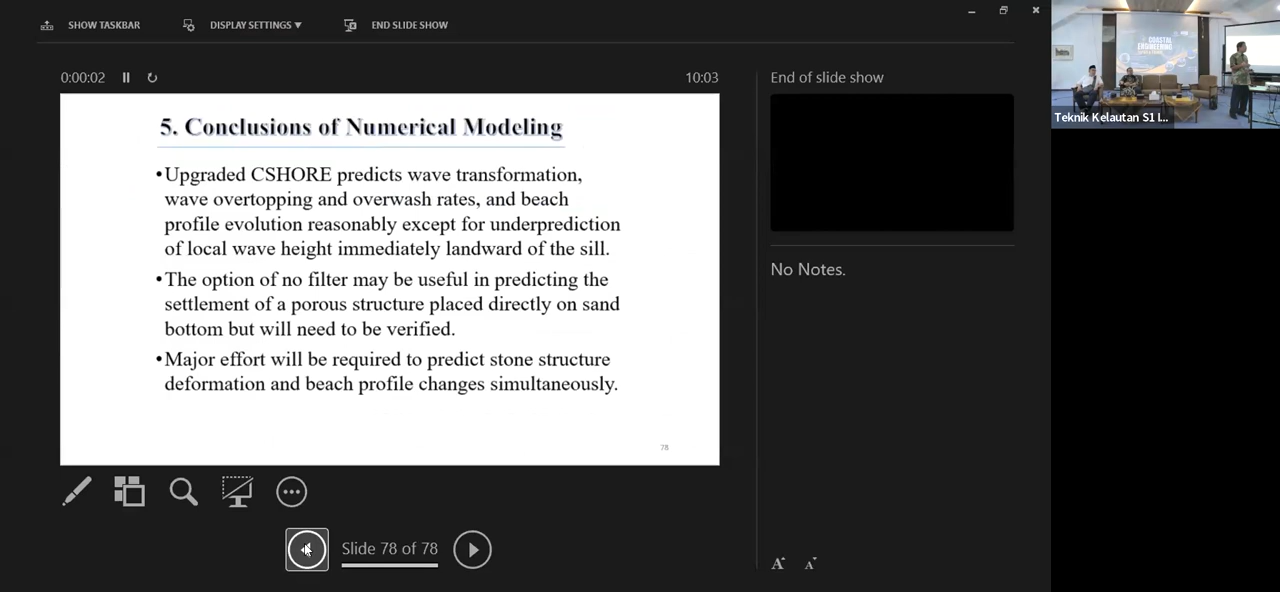 SHOW TASKBAR
DISPLAY SETTINGS ▼
END SLIDE SHOW
0:00:02
10:03
5. Conclusions of Numerical Modeling
•Upgraded CSHORE predicts wave transformation,
wave overtopping and overwash rates, and beach
profile evolution reasonably except for underprediction
of local wave height immediately landward of the sill.
•The option of no filter may be useful in predicting the
settlement of a porous structure placed directly on sand
bottom but will need to be verified.
•Major effort will be required to predict stone structure
deformation and beach profile changes simultaneously.
78
Slide 78 of 78
End of slide show
No Notes.
A A
COASTAL
ENGINEERING
Teknik Kelautan S1 I...